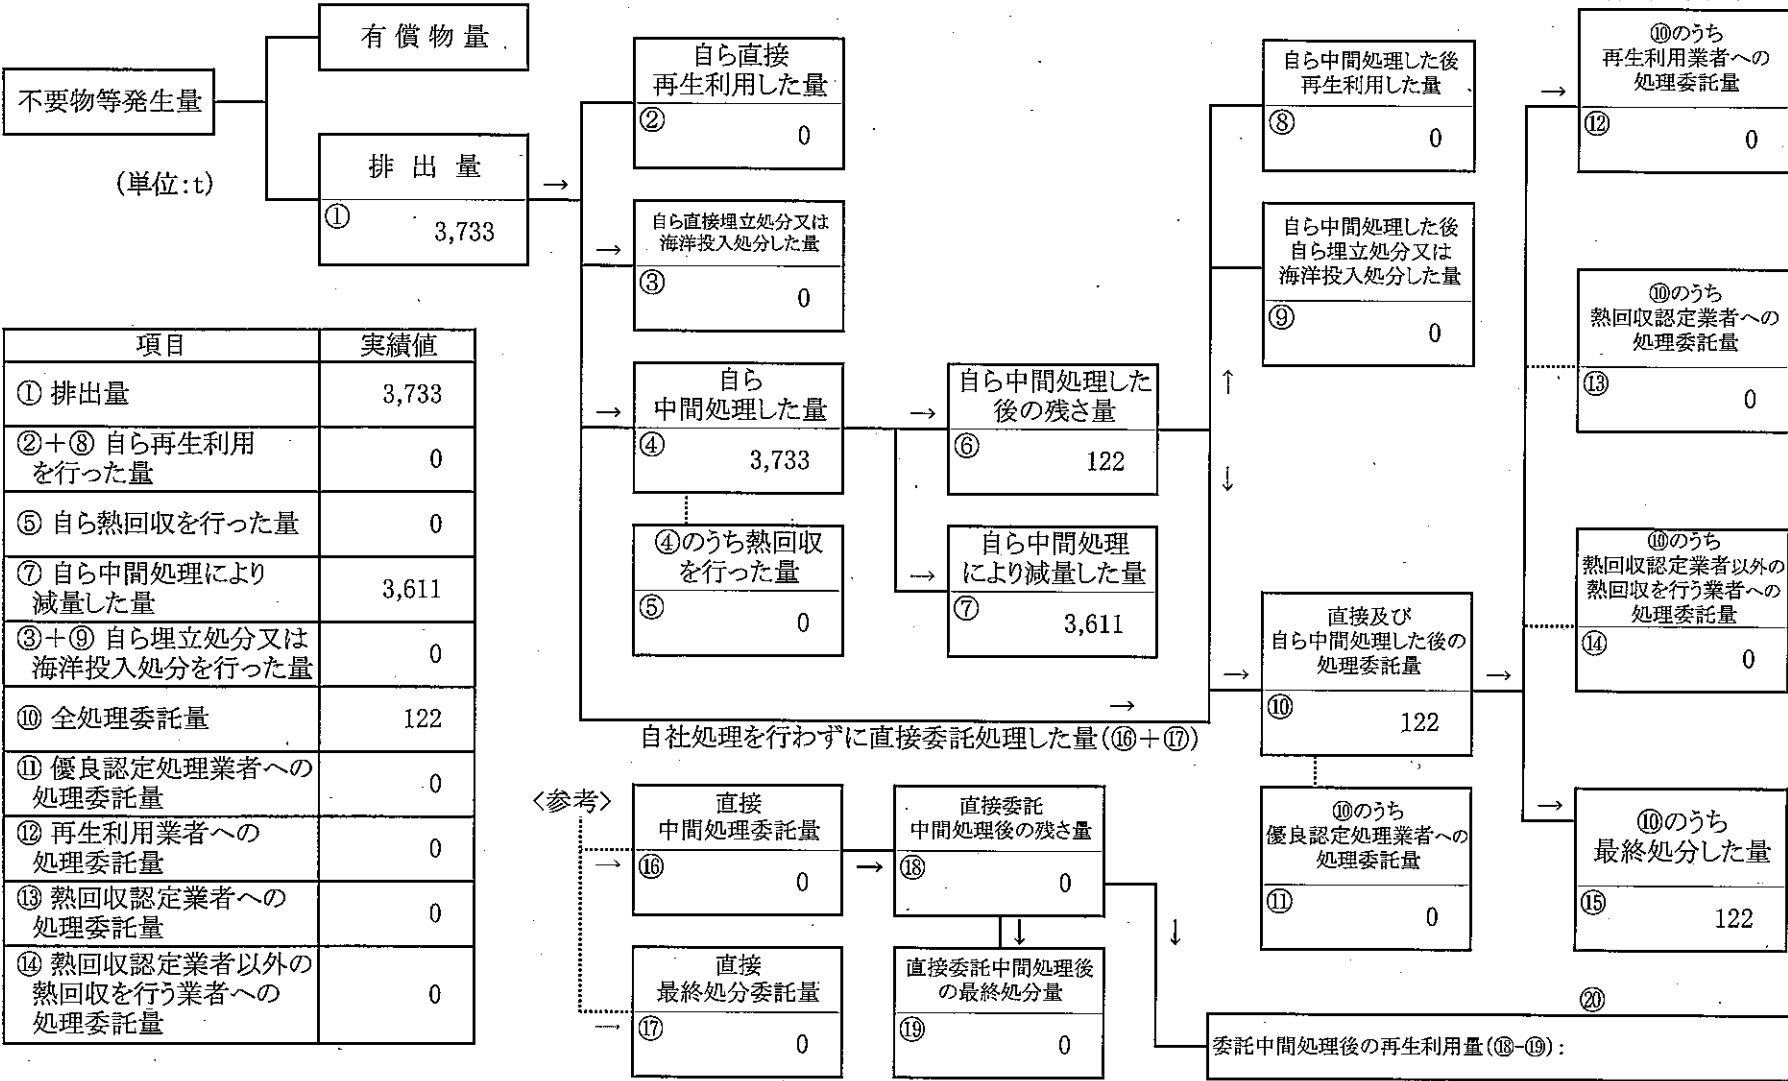 有償物量
不要物等発生量
(単位:t)
排出量
①
3,733
自ら直接
再生利用した量
②
0
自ら直接埋立処分又は
海洋投入処分した量
③
0
自ら
中間処理した量
④
3,733
④のうち熱回収
を行った量
⑤
0
自ら中間処理した
後の残さ量
⑥
122
自ら中間処理
により減量した量
⑦
3,611
自ら中間処理した後
再生利用した量
⑧
0
自ら中間処理した後
自ら埋立処分又は
海洋投入処分した量
⑨
0
直接及び
自ら中間処理した後の
処理委託量
⑩
122
⑩のうち
優良認定処理業者への
処理委託量
⑪
0
⑩のうち
再生利用業者への
処理委託量
⑫
0
⑩のうち
熱回収認定業者への
処理委託量
⑬
0
⑩のうち
熱回収認定業者以外の
熱回収を行う業者への
処理委託量
⑭
0
⑩のうち
最終処分した量
⑮
122
自社処理を行わずに直接委託処理した量(⑯+⑰)
〈参考〉
直接
中間処理委託量
⑯
0
直接
最終処分委託量
⑰
0
直接委託
中間処理後の残さ量
⑱
0
直接委託中間処理後
の最終処分量
⑲
0
⑳
委託中間処理後の再生利用量(⑱-⑲):
項目 実績値
① 排出量 3,733
②+⑧ 自ら再生利用
を行った量 0
⑤ 自ら熱回収を行った量 0
⑦ 自ら中間処理により
減量した量 3,611
③+⑨ 自ら埋立処分又は
海洋投入処分を行った量 0
⑩ 全処理委託量 122
⑪ 優良認定処理業者への
処理委託量 0
⑫ 再生利用業者への
処理委託量 0
⑬ 熱回収認定業者への
処理委託量 0
⑭ 熱回収認定業者以外の
熱回収を行う業者への
処理委託量 0